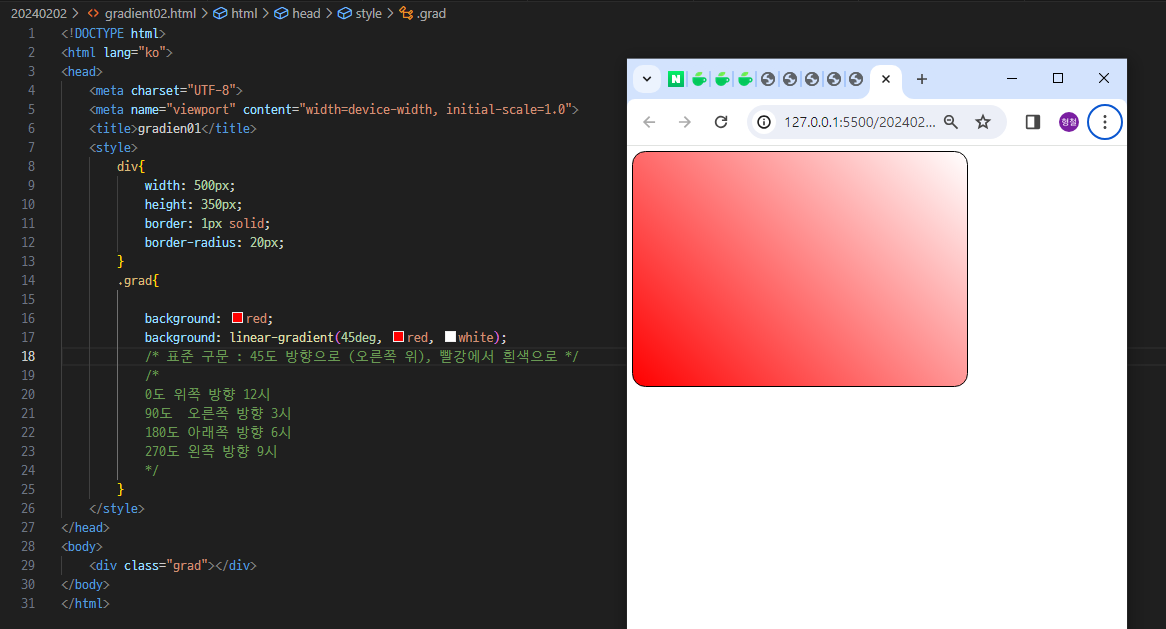 20240202 > <> gradient02.html > html > head > style > .grad
1 <!DOCTYPE html>
2 <html lang="ko">
3 <head>
4 <meta charset="UTF-8">
5 <meta name="viewport" content="width=device-width, initial-scale=1.0">
6 <title>gradien01</title>
7 <style>
8 div{
9 width: 500px;
10 height: 350px;
11 border: 1px solid;
12 border-radius: 20px;
13 }
14 .grad{
15
16 background: red;
17 background: linear-gradient(45deg, red, white);
18 /* 표준 구문 : 45도 방향으로 (오른쪽 위), 빨강에서 흰색으로 */
19 /*
20 0도 위쪽 방향 12시
21 90도  오른쪽 방향 3시
22 180도 아래쪽 방향 6시
23 270도 왼쪽 방향 9시
24 */
25 }
26 </style>
27 </head>
28 <body>
29 <div class="grad"></div>
30 </body>
31 </html>
N
127.0.0.1:5500/202402...
형철